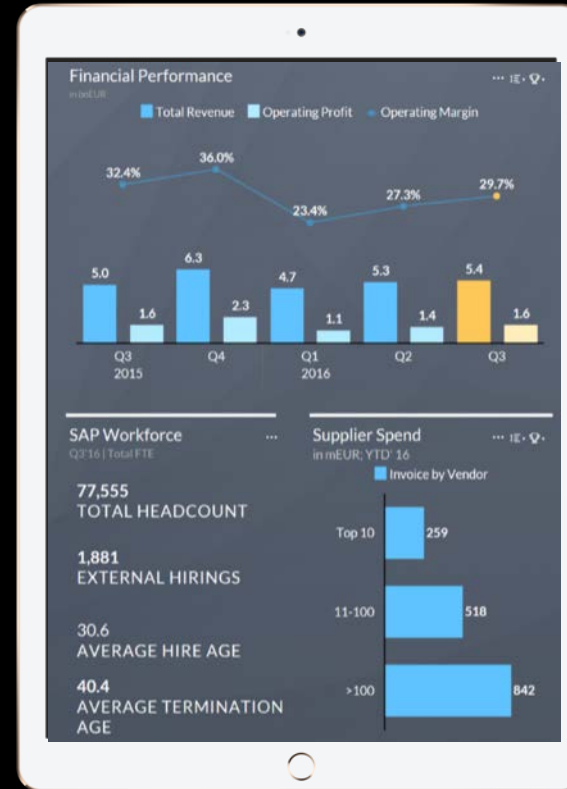 Financial Performance
in bnEUR
Total Revenue Operating Profit Operating Margin
32.4% 36.0% 23.4% 27.3% 29.7%
5.0 1.6 6.3 2.3 4.7 1.1 5.3 1.4 5.4 1.6
Q3 Q4 Q1 Q2 Q3
2015 2016
SAP Workforce
Q3'16 | Total FTE
77,555
TOTAL HEADCOUNT
1,881
EXTERNAL HIRINGS
30.6
AVERAGE HIRE AGE
40.4
AVERAGE TERMINATION
AGE
Supplier Spend
in mEUR; YTD' 16
Invoice by Vendor
Top 10 259
11-100 518
>100 842